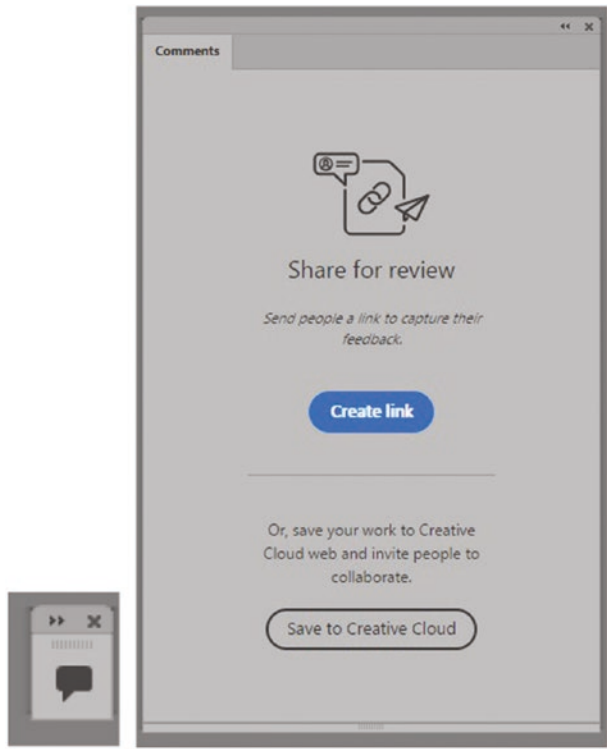 Comments
Share for review
Send people a link to capture their
feedback.
Create link
Or, save your work to Creative
Cloud web and invite people to
collaborate.
Save to Creative Cloud